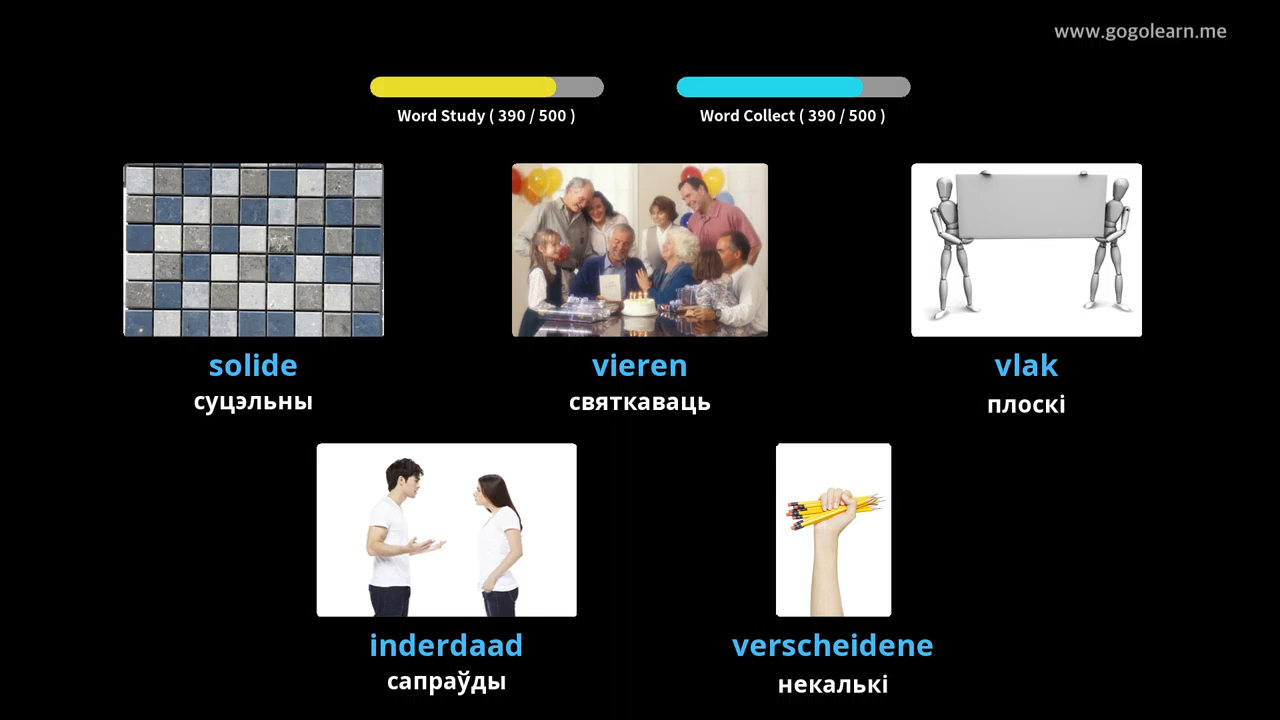 www.gogolearn.me
Word Study ( 390 / 500 )
Word Collect ( 390 / 500 )
solide
суцэльны
vieren
святкаваць
vlak
плоскі
inderdaad
сапраўды
verscheidene
некалькі